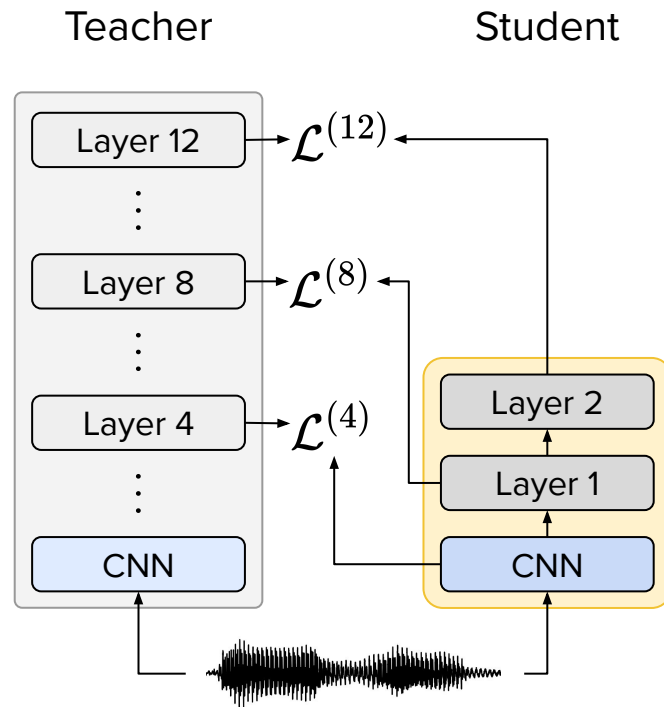 Teacher
Student
Layer 12
ℒ^(12)
Layer 8
ℒ^(8)
Layer 2
Layer 4
ℒ^(4)
Layer 1
CNN
CNN